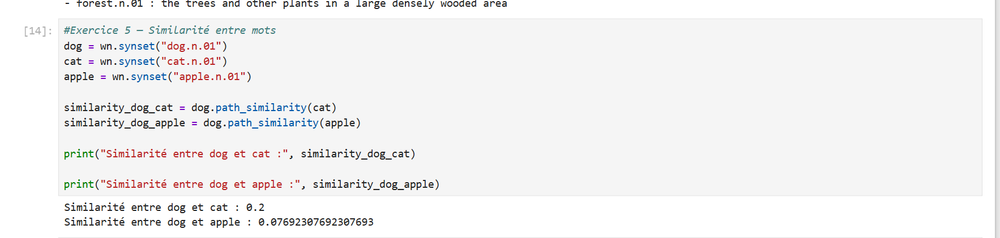 - forest.n.01 : the trees and other plants in a large densely wooded area
[14]:
#Exercice 5 — Similarité entre mots
dog = wn.synset("dog.n.01")
cat = wn.synset("cat.n.01")
apple = wn.synset("apple.n.01")
similarity_dog_cat = dog.path_similarity(cat)
similarity_dog_apple = dog.path_similarity(apple)
print("Similarité entre dog et cat :", similarity_dog_cat)
print("Similarité entre dog et apple :", similarity_dog_apple)
Similarité entre dog et cat : 0.2
Similarité entre dog et apple : 0.07692307692307693